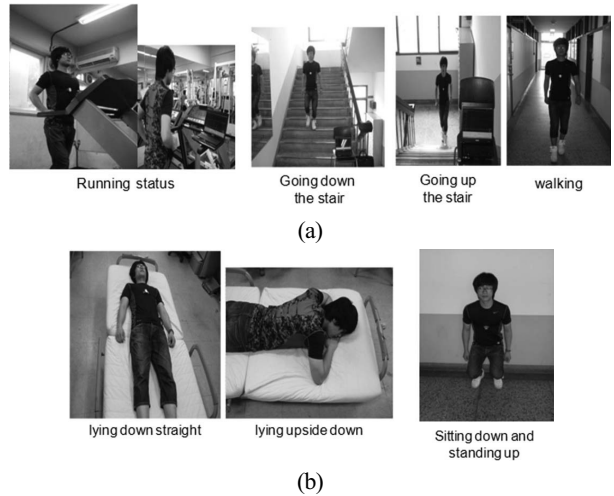 Running status
Going down
the stair
Going up
the stair
walking
(a)
lying down straight
lying upside down
Sitting down and
standing up
(b)